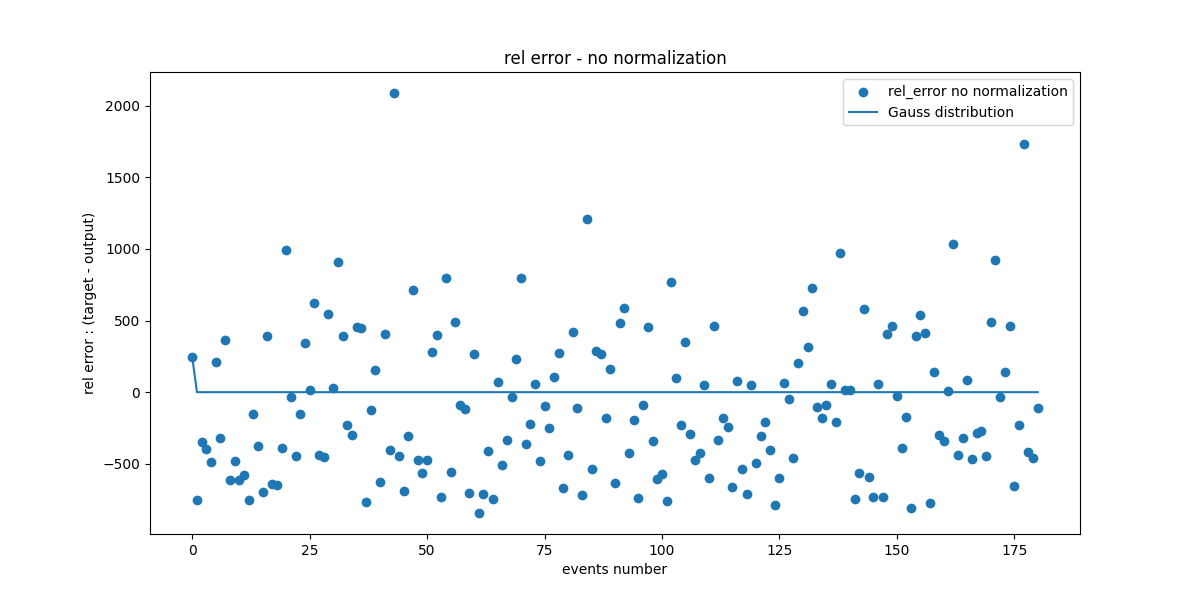 rel error - no normalization
rel_error no normalization
Gauss distribution
rel error : (target - output)
2000
1500
1000
500
0
−500
0 25 50 75 100 125 150 175
events number